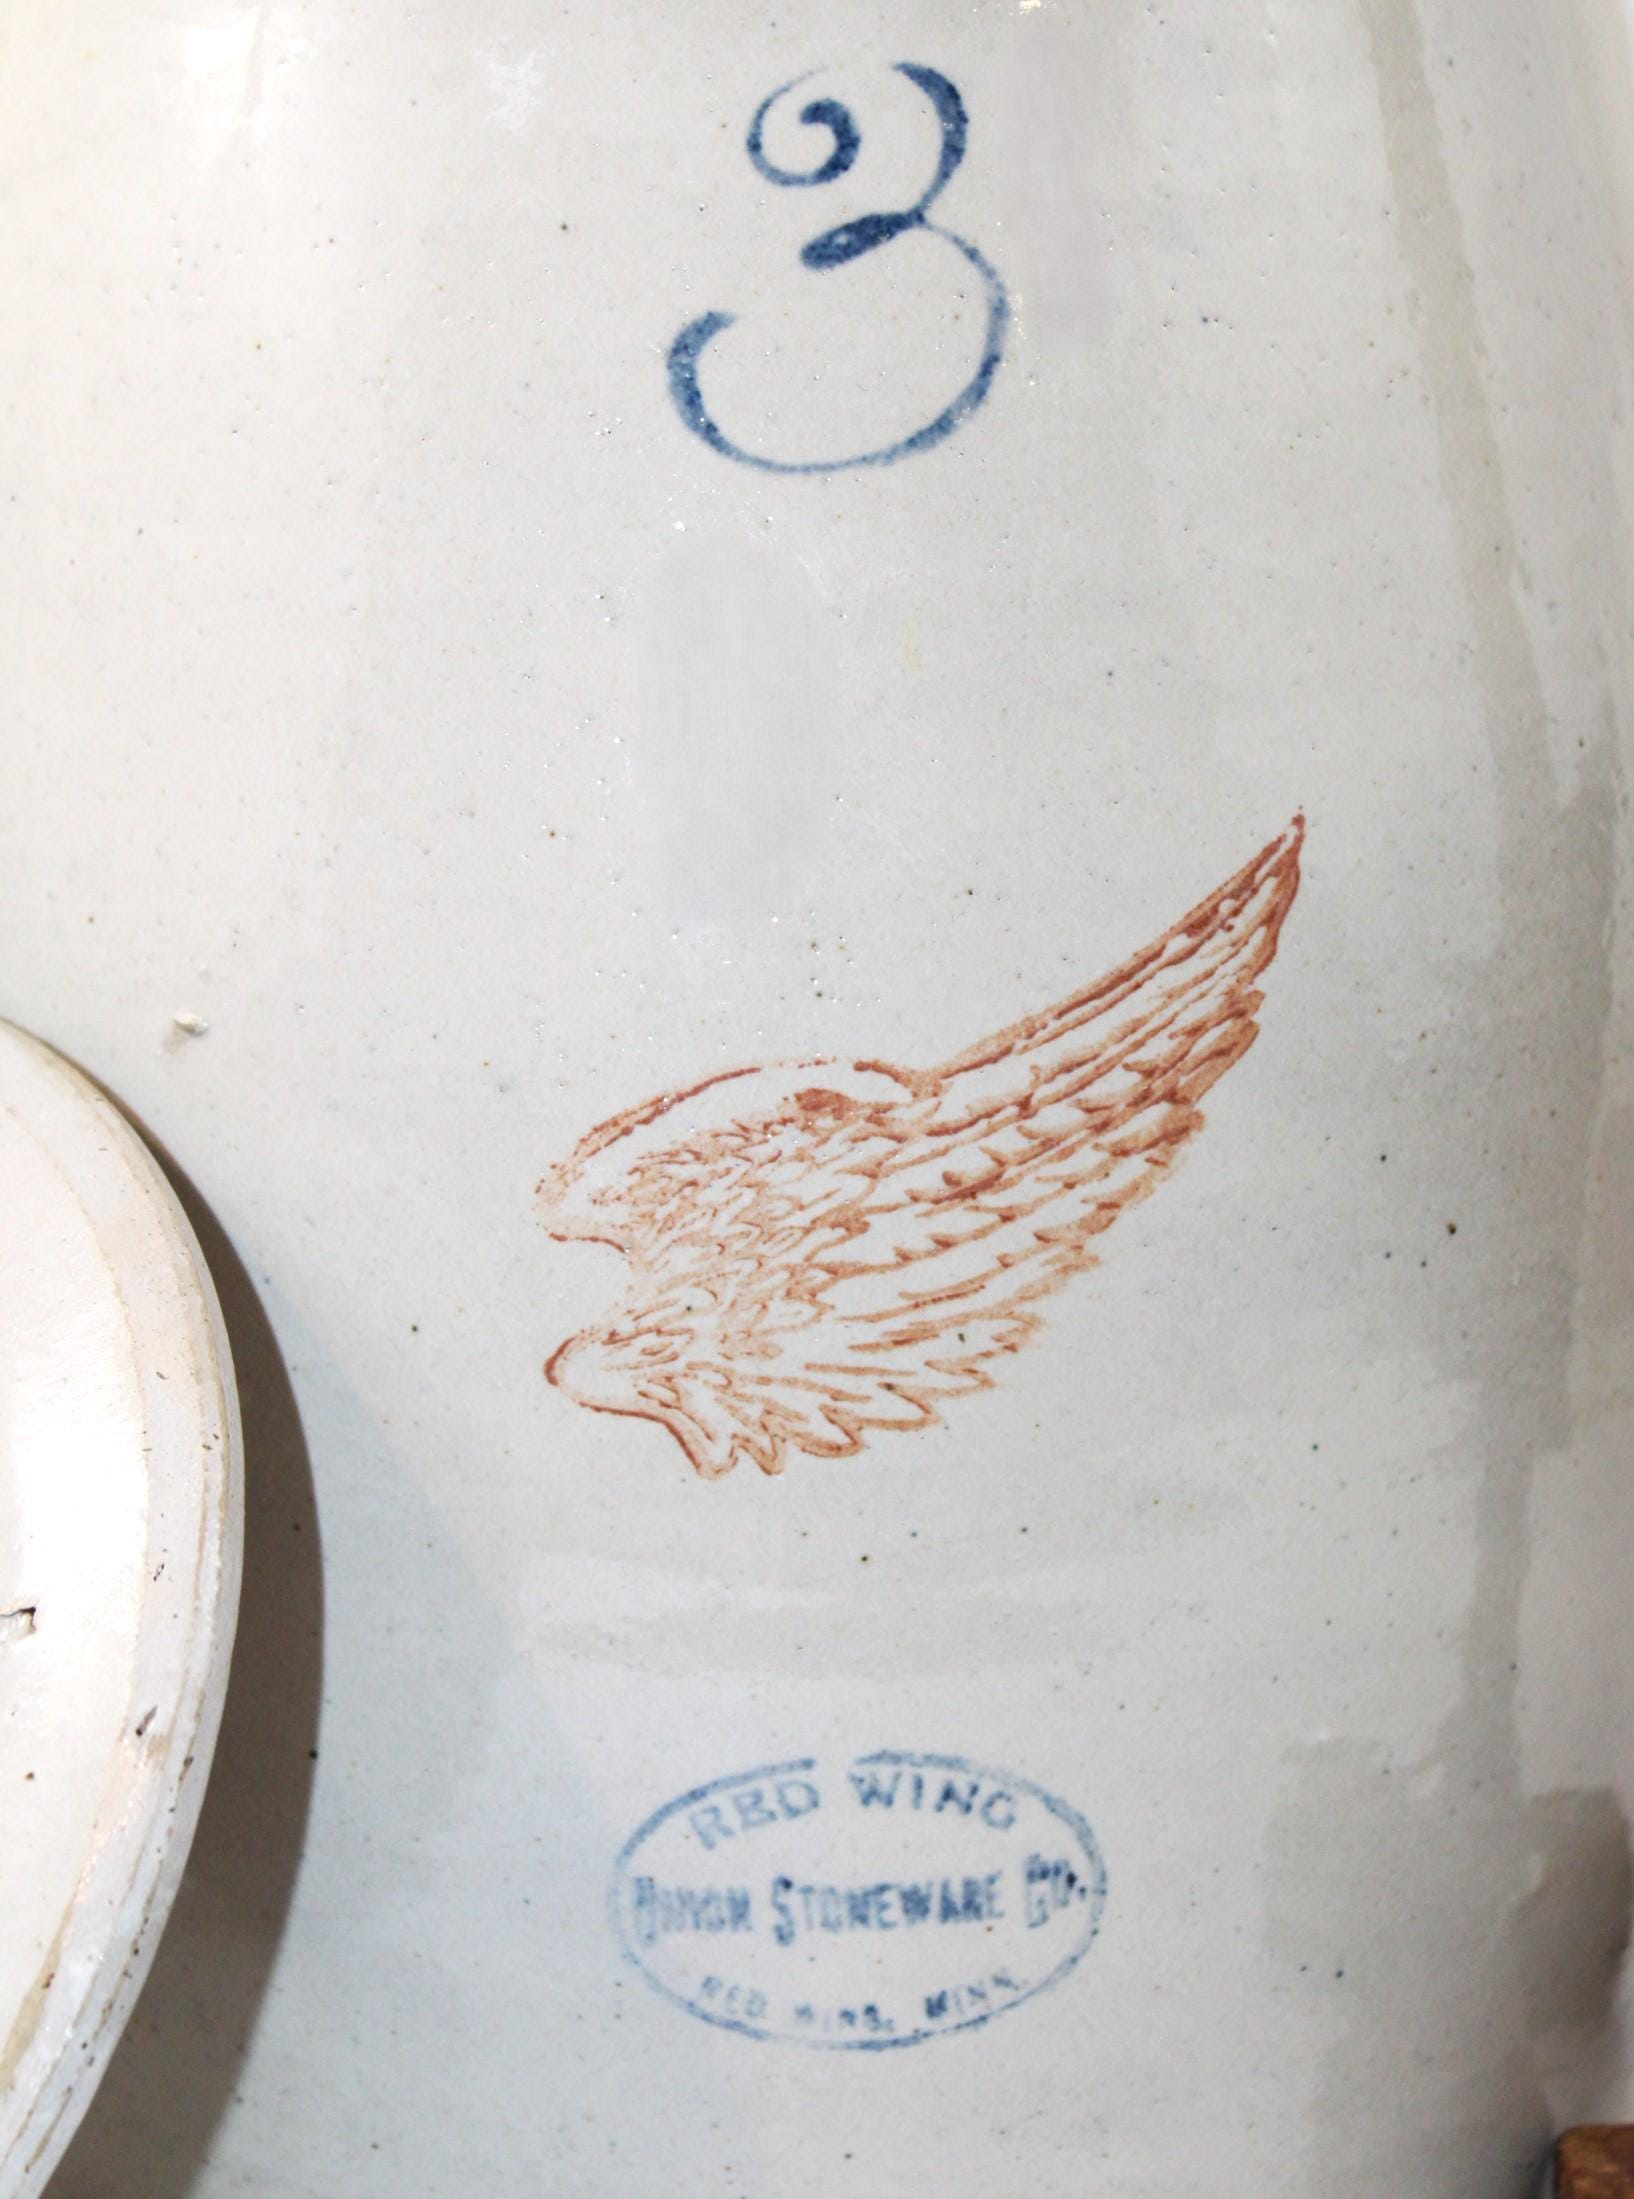 3
RED WING
UNION STONEWARE CO.
RED WING, MINN.